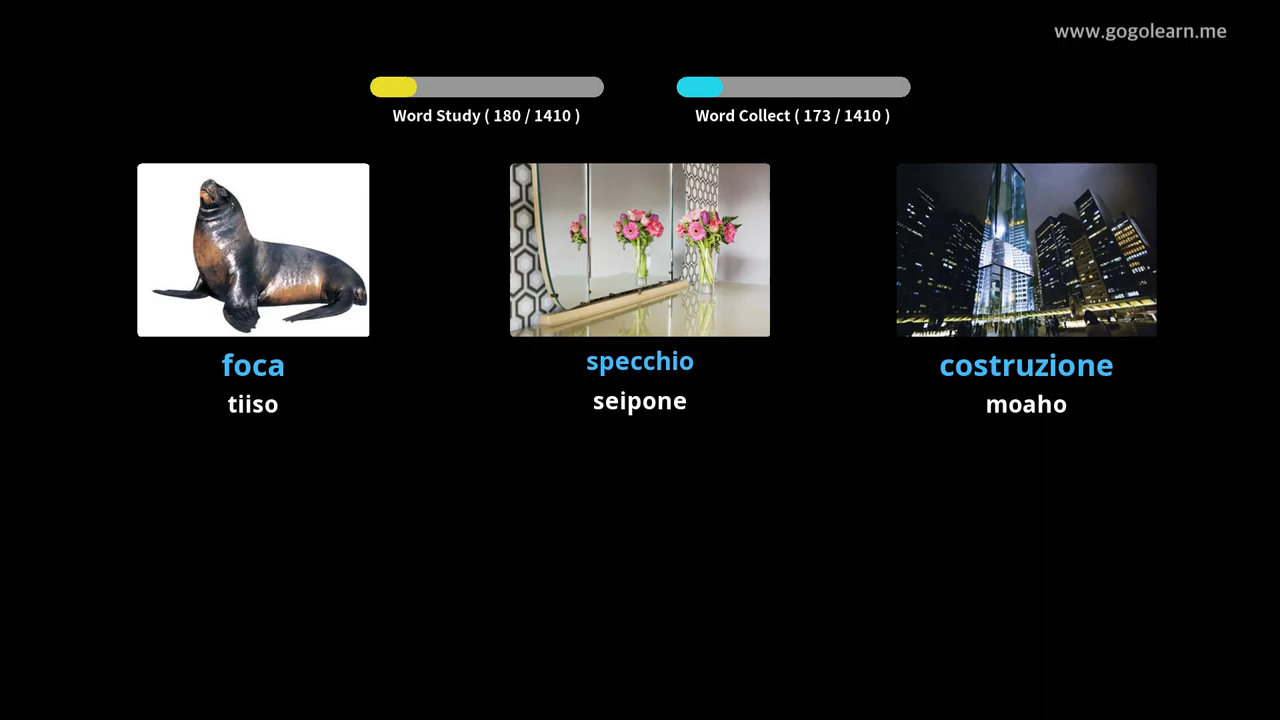 www.gogolearn.me
Word Study ( 180 / 1410 )
Word Collect ( 173 / 1410 )
foca
tiiso
specchio
seipone
costruzione
moaho